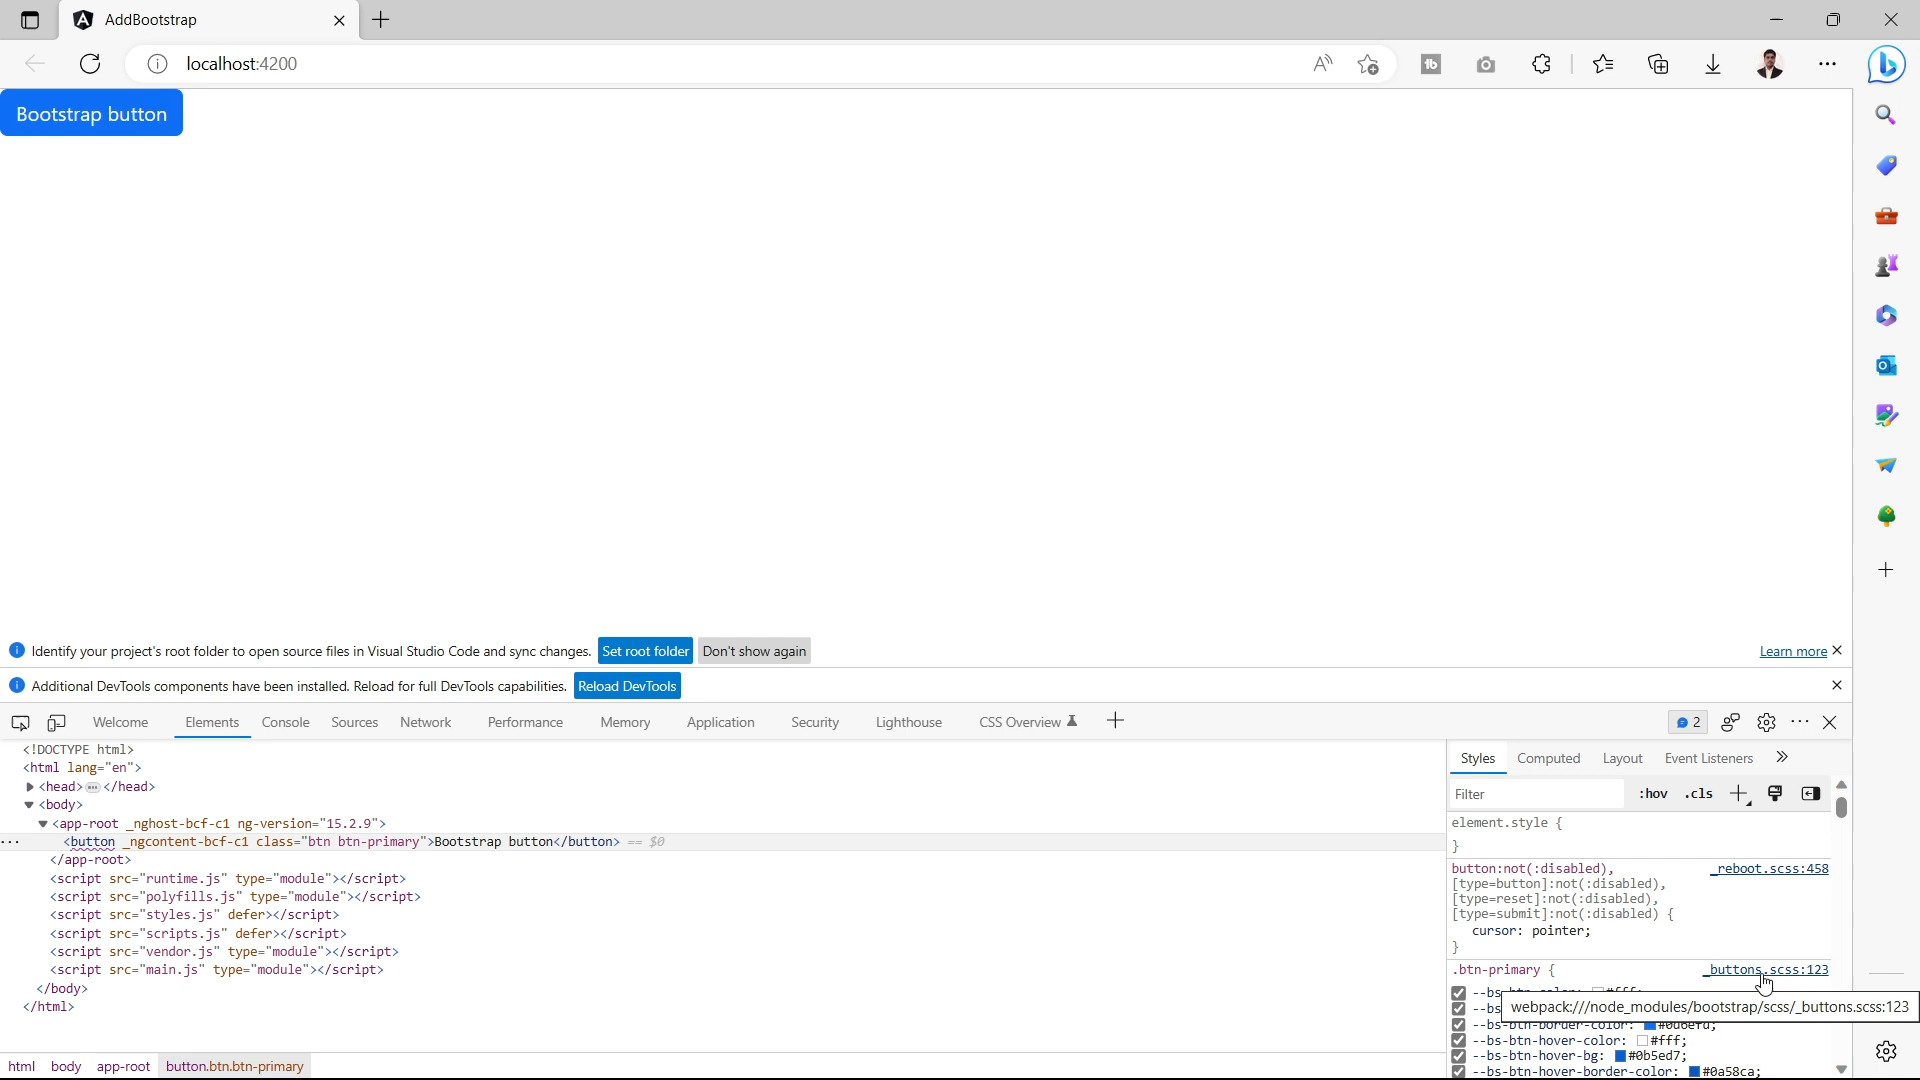 AddBootstrap
localhost:4200
Bootstrap button
Identify your project's root folder to open source files in Visual Studio Code and sync changes. Set root folder Don't show again Learn more
Additional DevTools components have been installed. Reload for full DevTools capabilities. Reload DevTools
Welcome Elements Console Sources Network Performance Memory Application Security Lighthouse CSS Overview 2
<!DOCTYPE html>
<html lang="en">
<head> ••• </head>
<body>
<app-root _nghost-bcf-c1 ng-version="15.2.9">
<button _ngcontent-bcf-c1 class="btn btn-primary">Bootstrap button</button> == $0
</app-root>
<script src="runtime.js" type="module"></script>
<script src="polyfills.js" type="module"></script>
<script src="styles.js" defer></script>
<script src="scripts.js" defer></script>
<script src="vendor.js" type="module"></script>
<script src="main.js" type="module"></script>
</body>
</html>
html body app-root button.btn.btn-primary
Styles Computed Layout Event Listeners
Filter :hov .cls
element.style {
}
button:not(:disabled), _reboot.scss:458
[type=button]:not(:disabled),
[type=reset]:not(:disabled),
[type=submit]:not(:disabled) {
cursor: pointer;
}
.btn-primary { _buttons.scss:123
--bs
--bs
webpack:///node_modules/bootstrap/scss/_buttons.scss:123
--bs-btn-border-color: #0d6efd;
--bs-btn-hover-color: #fff;
--bs-btn-hover-bg: #0b5ed7;
--bs-btn-hover-border-color: #0a58ca;